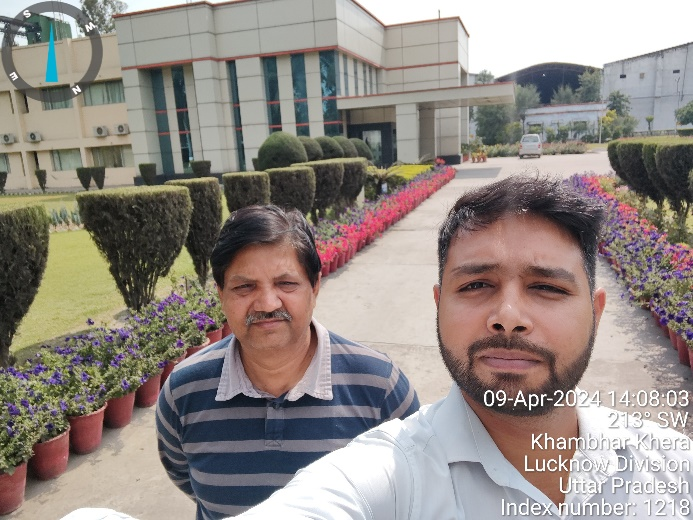 W
S
N
E
09-Apr-2024 14:08:03
213° SW
Khambhar Khera
Lucknow Division
Uttar Pradesh
Index number: 1218